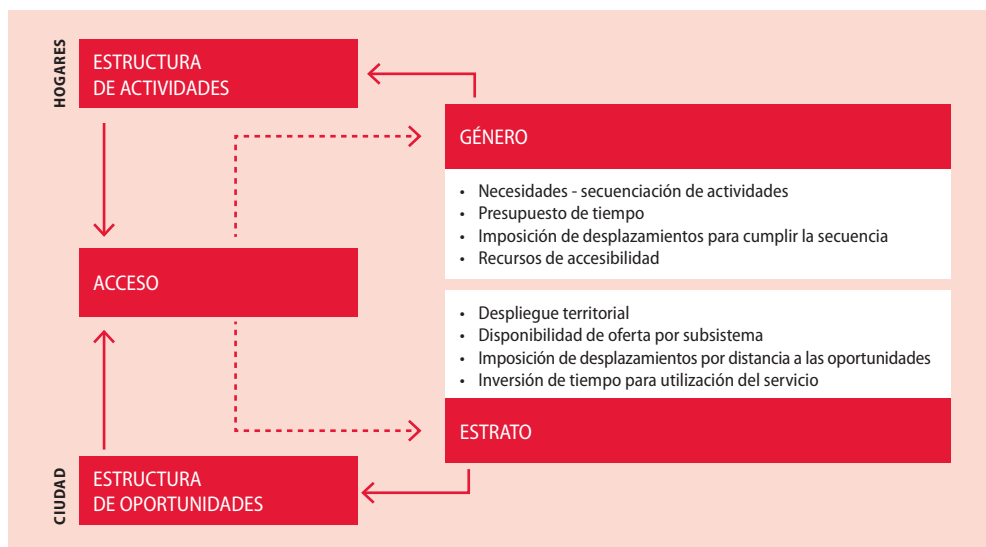 HOGARES
ESTRUCTURA
DE ACTIVIDADES
GÉNERO
• Necesidades - secuenciación de actividades
• Presupuesto de tiempo
• Imposición de desplazamientos para cumplir la secuencia
• Recursos de accesibilidad
ACCESO
• Despliegue territorial
• Disponibilidad de oferta por subsistema
• Imposición de desplazamientos por distancia a las oportunidades
• Inversión de tiempo para utilización del servicio
ESTRATO
CIUDAD
ESTRUCTURA
DE OPORTUNIDADES